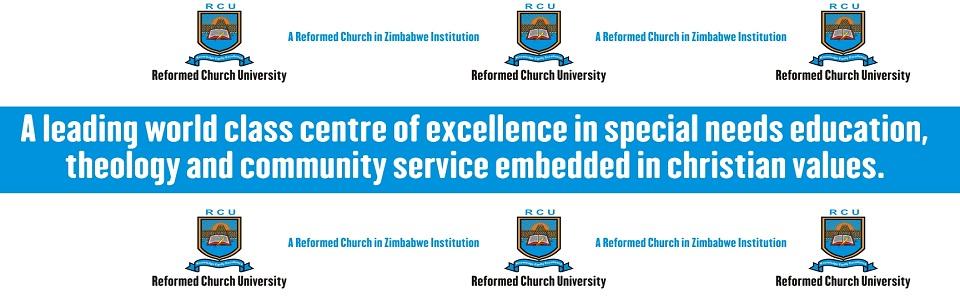 RCU RCU RCU
A Reformed Church in Zimbabwe Institution A Reformed Church in Zimbabwe Institution
Reformed Church University Reformed Church University Reformed Church University
A leading world class centre of excellence in special needs education,
theology and community service embedded in christian values.
RCU RCU RCU
A Reformed Church in Zimbabwe Institution A Reformed Church in Zimbabwe Institution
Reformed Church University Reformed Church University Reformed Church University